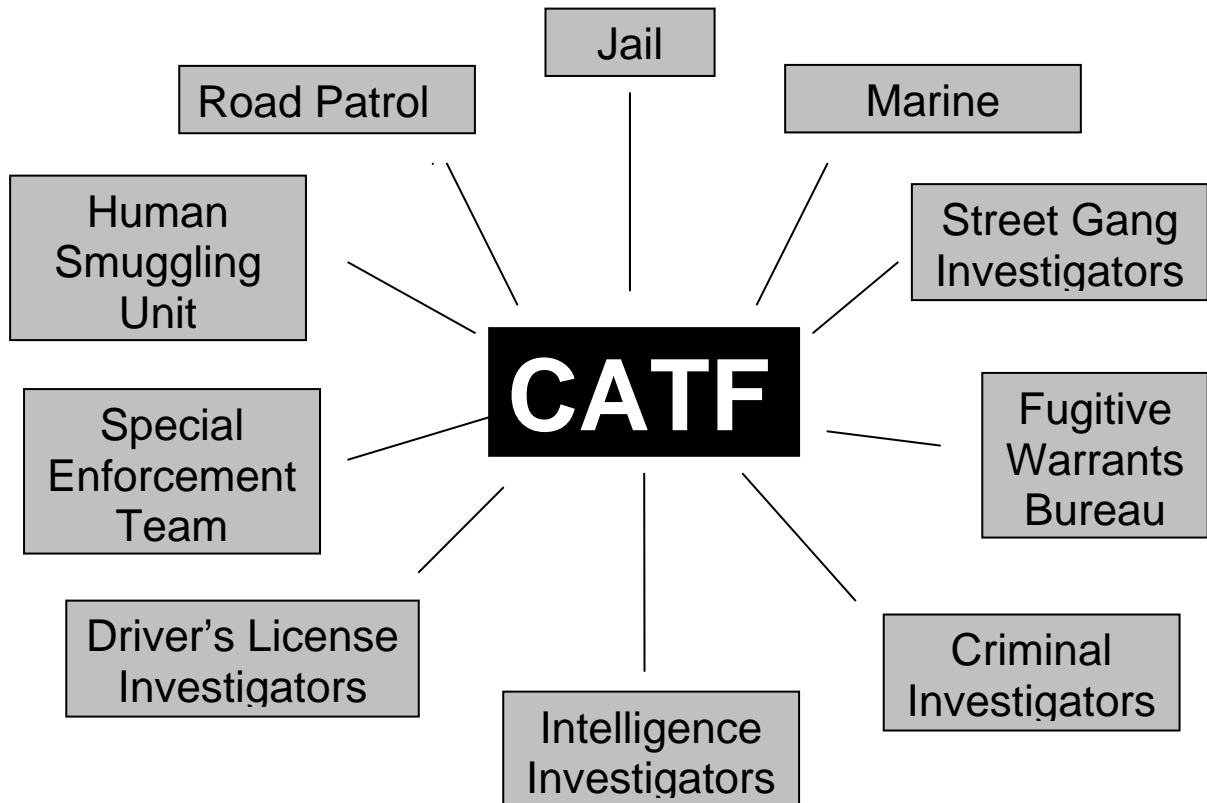 Jail
Road Patrol
Marine
Human
Smuggling
Unit
Street Gang
Investigators
CATF
Special
Enforcement
Team
Fugitive
Warrants
Bureau
Driver's License
Investigators
Criminal
Investigators
Intelligence
Investigators